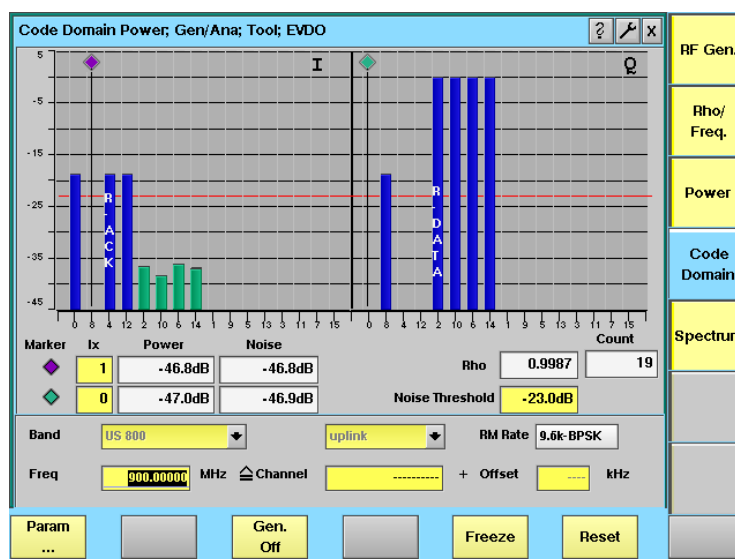 Code Domain Power; Gen/Ana; Tool; EVDO ? x
RF Gen.
Rho/
Freq.
Power
Code
Domain
Spectrum
5
-5
-15
-25
-35
-45
I
Q
R-ACK
R-DATA
0 8 4 12 2 10 6 14 1 9 5 13 3 11 7 15
0 8 4 12 2 10 6 14 1 9 5 13 3 11 7 15
Marker Ix Power Noise Count
1 -46.8dB -46.8dB Rho 0.9987 19
0 -47.0dB -46.9dB Noise Threshold -23.0dB
Band US 800 uplink RM Rate 9.6k-BPSK
Freq 900.00000 MHz ≙ Channel ---------- + Offset ---- kHz
Param
...
Gen.
Off
Freeze
Reset